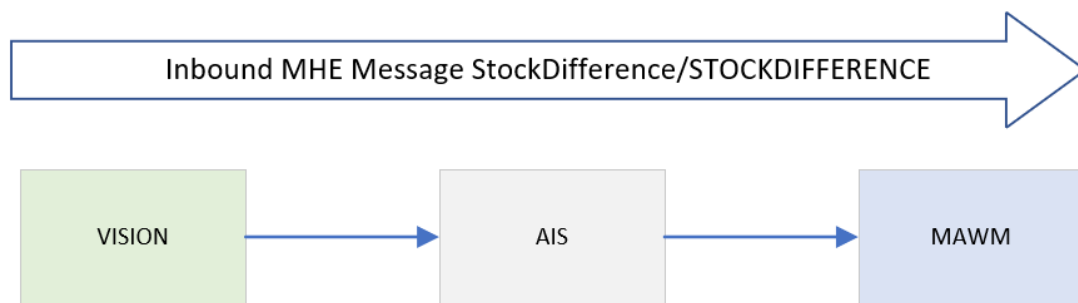 Inbound MHE Message StockDifference/STOCKDIFFERENCE
VISION
AIS
MAWM